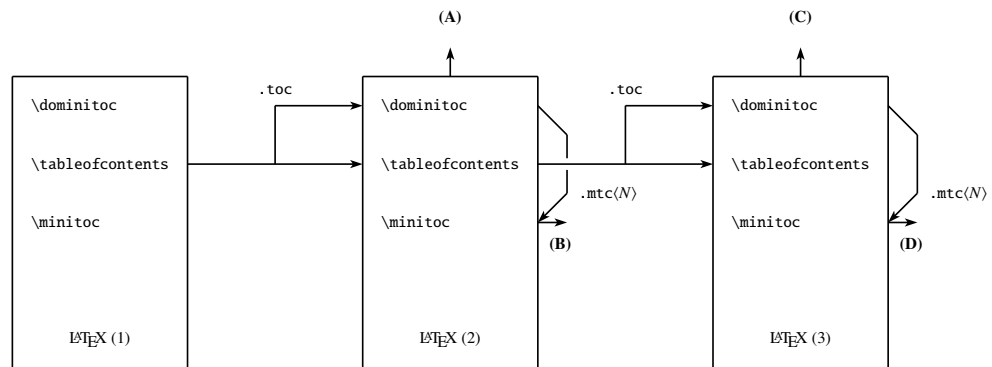 (A)
(C)
.toc
.toc
\dominitoc
\dominitoc
\dominitoc
\tableofcontents
\tableofcontents
\tableofcontents
.mtc⟨N⟩
.mtc⟨N⟩
\minitoc
\minitoc
\minitoc
(B)
(D)
LATEX (1)
LATEX (2)
LATEX (3)